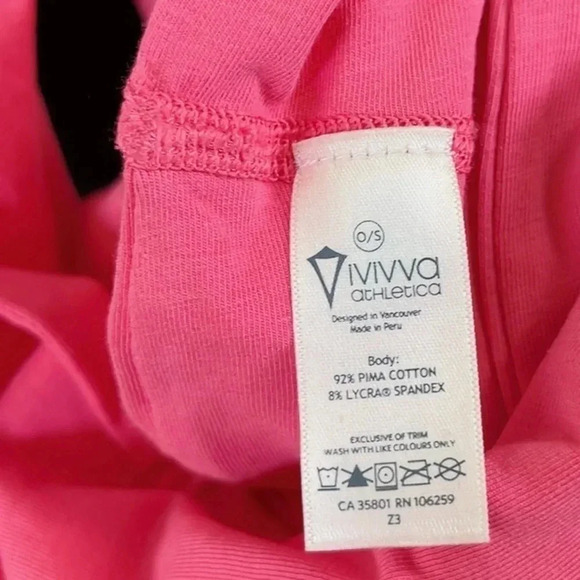 O/S
ivivva
athletica
Designed in Vancouver
Made in Peru
Body:
92% PIMA COTTON
8% LYCRA® SPANDEX
EXCLUSIVE OF TRIM
WASH WITH LIKE COLOURS ONLY
CA 35801 RN 106259
Z3